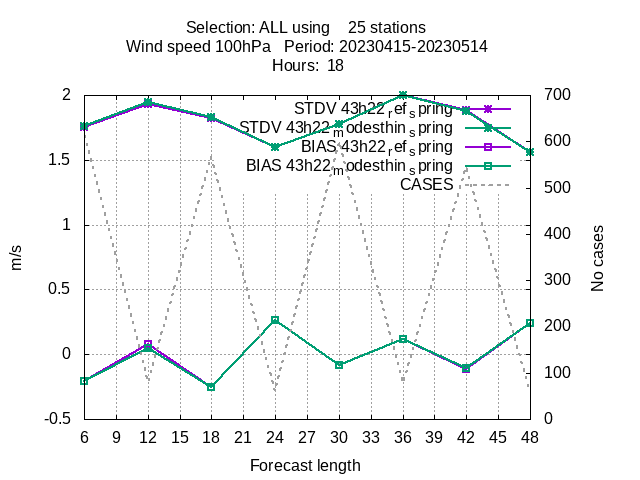 Selection: ALL using    25 stations
Wind speed 100hPa   Period: 20230415-20230514
Hours:  18
STDV 43h22_ref_spring
STDV 43h22_modesthin_spring
BIAS 43h22_ref_spring
BIAS 43h22_modesthin_spring
CASES
2
1.5
1
0.5
0
-0.5
m/s
700
600
500
400
300
200
100
0
No cases
6 9 12 15 18 21 24 27 30 33 36 39 42 45 48
Forecast length